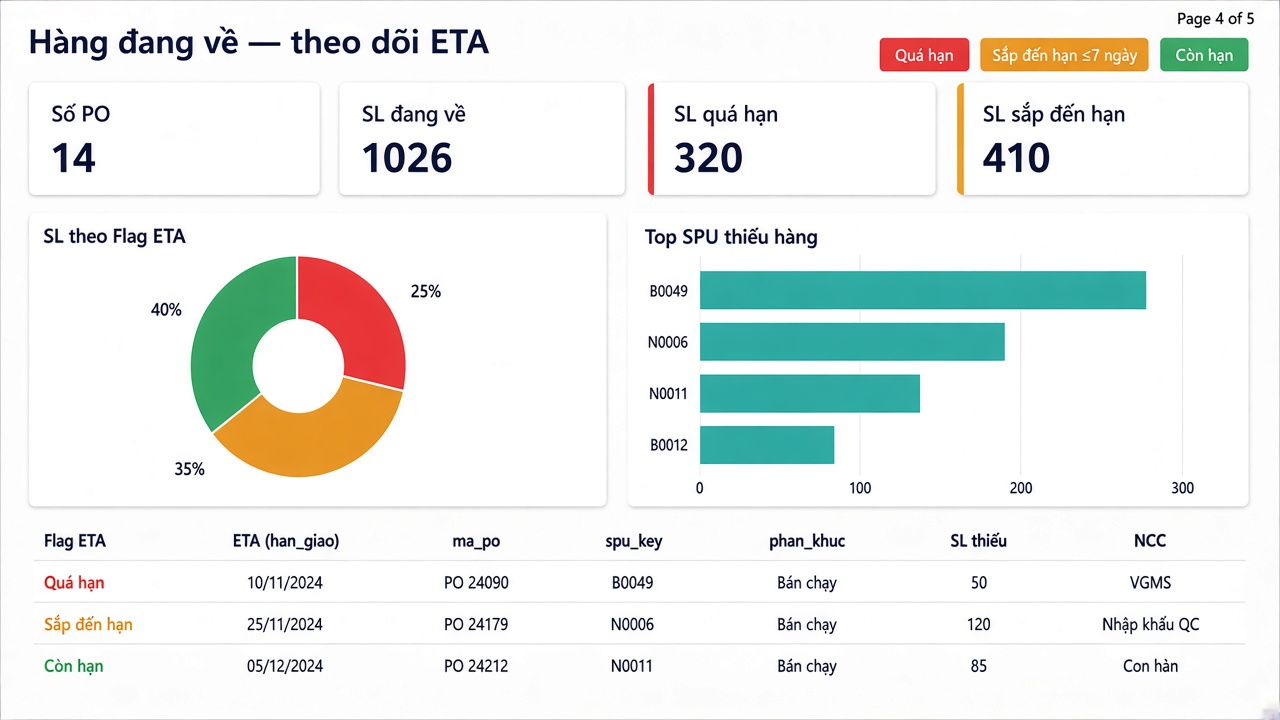 Page 4 of 5
Hàng đang về — theo dõi ETA
Quá hạn
Sắp đến hạn ≤7 ngày
Còn hạn
Số PO
14
SL đang về
1026
SL quá hạn
320
SL sắp đến hạn
410
SL theo Flag ETA
25%
40%
35%
Top SPU thiếu hàng
B0049
N0006
N0011
B0012
0 100 200 300
Flag ETA ETA (han_giao) ma_po spu_key phan_khuc SL thiếu NCC
Quá hạn 10/11/2024 PO 24090 B0049 Bán chạy 50 VGMS
Sắp đến hạn 25/11/2024 PO 24179 N0006 Bán chạy 120 Nhập khẩu QC
Còn hạn 05/12/2024 PO 24212 N0011 Bán chạy 85 Con hàn